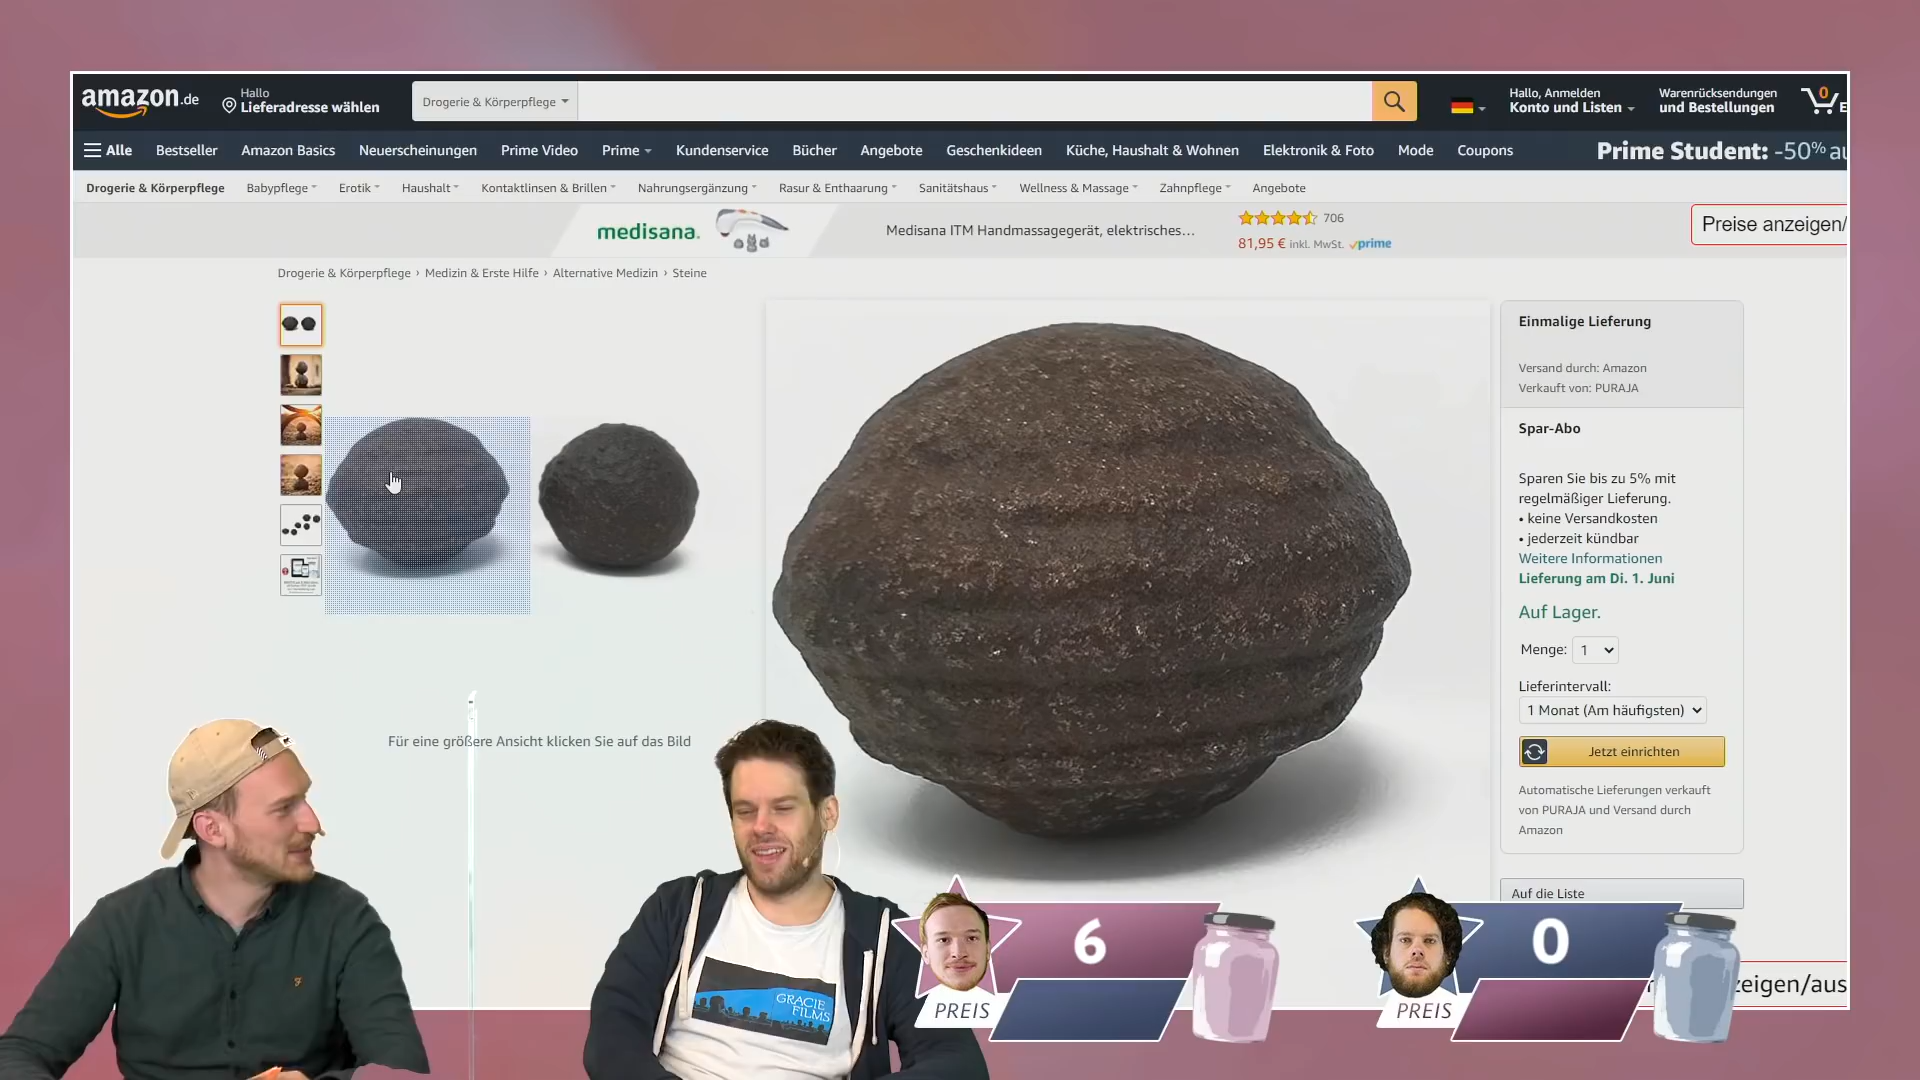 amazon.de
Hallo
Lieferadresse wählen
Drogerie & Körperpflege
Hallo, Anmelden
Konto und Listen
Warenrücksendungen
und Bestellungen
0
E
Alle
Bestseller
Amazon Basics
Neuerscheinungen
Prime Video
Prime
Kundenservice
Bücher
Angebote
Geschenkideen
Küche, Haushalt & Wohnen
Elektronik & Foto
Mode
Coupons
Prime Student: -50% au
Drogerie & Körperpflege
Babypflege
Erotik
Haushalt
Kontaktlinsen & Brillen
Nahrungsergänzung
Rasur & Enthaarung
Sanitätshaus
Wellness & Massage
Zahnpflege
Angebote
medisana.
Medisana ITM Handmassagegerät, elektrisches...
706
81,95 € inkl. MwSt. prime
Preise anzeigen/
Drogerie & Körperpflege › Medizin & Erste Hilfe › Alternative Medizin › Steine
Für eine größere Ansicht klicken Sie auf das Bild
Einmalige Lieferung
Versand durch: Amazon
Verkauft von: PURAJA
Spar-Abo
Sparen Sie bis zu 5% mit
regelmäßiger Lieferung.
• keine Versandkosten
• jederzeit kündbar
Weitere Informationen
Lieferung am Di. 1. Juni
Auf Lager.
Menge: 1
Lieferintervall:
1 Monat (Am häufigsten)
Jetzt einrichten
Automatische Lieferungen verkauft
von PURAJA und Versand durch
Amazon
Auf die Liste
GRACIE
FILMS
6
PREIS
0
PREIS
zeigen/aus